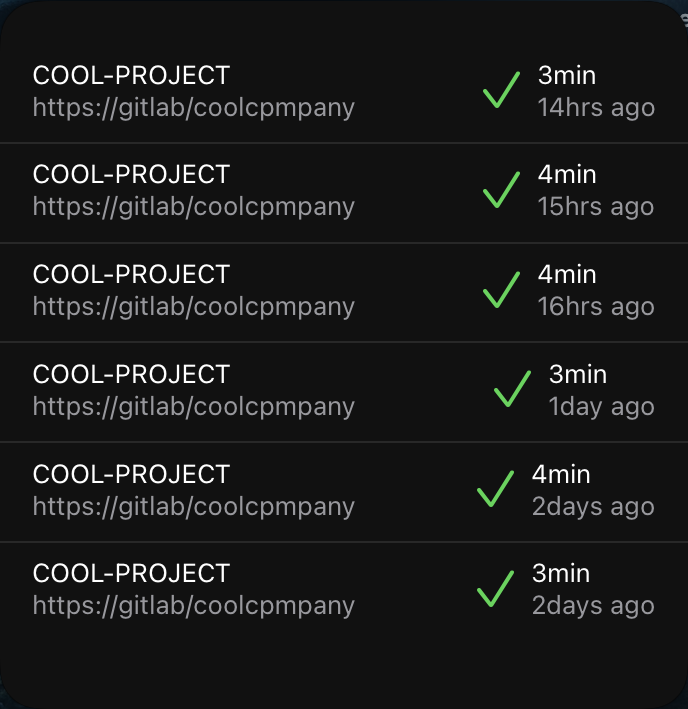 COOL-PROJECT
https://gitlab/coolcpmpany
3min
14hrs ago
COOL-PROJECT
https://gitlab/coolcpmpany
4min
15hrs ago
COOL-PROJECT
https://gitlab/coolcpmpany
4min
16hrs ago
COOL-PROJECT
https://gitlab/coolcpmpany
3min
1day ago
COOL-PROJECT
https://gitlab/coolcpmpany
4min
2days ago
COOL-PROJECT
https://gitlab/coolcpmpany
3min
2days ago